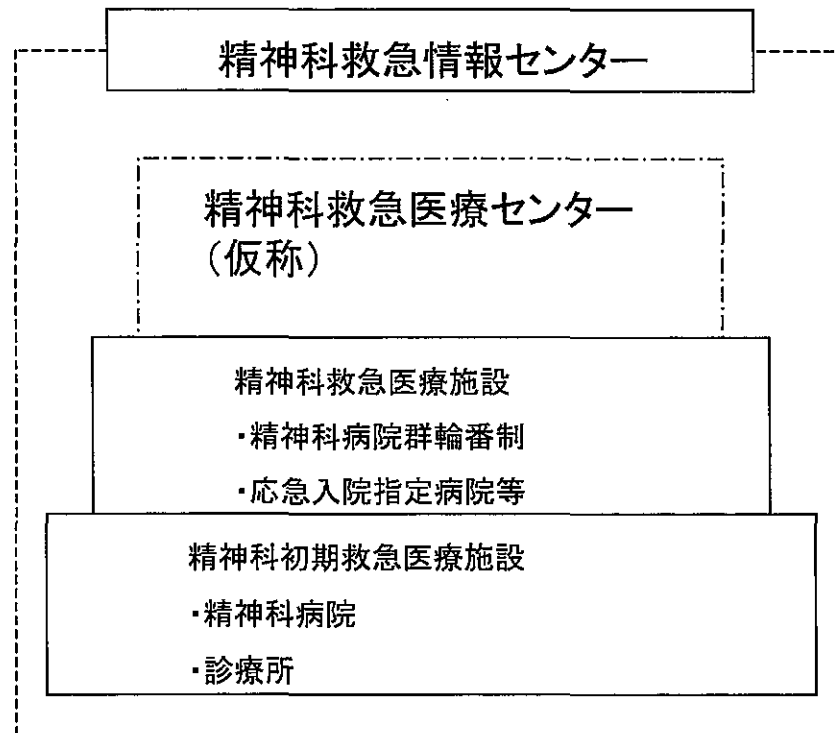 精神科救急情報センター
精神科救急医療センター
(仮称)
精神科救急医療施設
・精神科病院群輪番制
・応急入院指定病院等
精神科初期救急医療施設
・精神科病院
・診療所